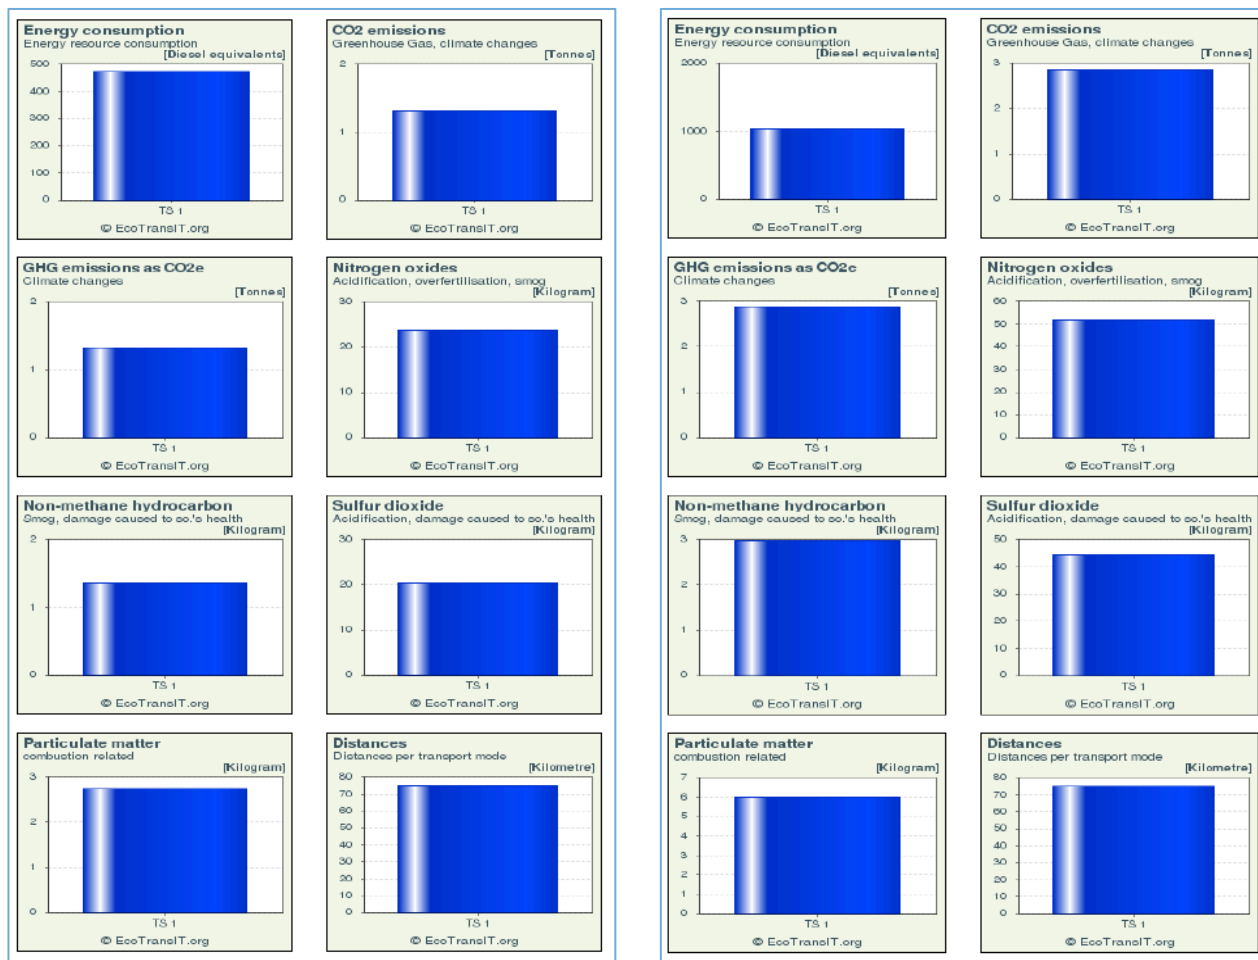 Energy consumption
Energy resource consumption
[Diesel equivalents]
500
400
300
200
100
0
TS 1
© EcoTransIT.org
CO2 emissions
Greenhouse Gas, climate changes
[Tonnes]
2
1
0
TS 1
© EcoTransIT.org
GHG emissions as CO2e
Climate changes
[Tonnes]
2
1
0
TS 1
© EcoTransIT.org
Nitrogen oxides
Acidification, overfertilisation, smog
[Kilogram]
30
20
10
0
TS 1
© EcoTransIT.org
Non-methane hydrocarbon
Smog, damage caused to so.'s health
[Kilogram]
2
1
0
TS 1
© EcoTransIT.org
Sulfur dioxide
Acidification, damage caused to so.'s health
[Kilogram]
30
20
10
0
TS 1
© EcoTransIT.org
Particulate matter
combustion related
[Kilogram]
3
2
1
0
TS 1
© EcoTransIT.org
Distances
Distances per transport mode
[Kilometre]
80
70
60
50
40
30
20
10
0
TS 1
© EcoTransIT.org
Energy consumption
Energy resource consumption
[Diesel equivalents]
2000
1000
0
TS 1
© EcoTransIT.org
CO2 emissions
Greenhouse Gas, climate changes
[Tonnes]
3
2
1
0
TS 1
© EcoTransIT.org
GHG emissions as CO2e
Climate changes
[Tonnes]
3
2
1
0
TS 1
© EcoTransIT.org
Nitrogen oxides
Acidification, overfertilisation, smog
[Kilogram]
60
50
40
30
20
10
0
TS 1
© EcoTransIT.org
Non-methane hydrocarbon
Smog, damage caused to so.'s health
[Kilogram]
3
2
1
0
TS 1
© EcoTransIT.org
Sulfur dioxide
Acidification, damage caused to so.'s health
[Kilogram]
50
40
30
20
10
0
TS 1
© EcoTransIT.org
Particulate matter
combustion related
[Kilogram]
7
6
5
4
3
2
1
0
TS 1
© EcoTransIT.org
Distances
Distances per transport mode
[Kilometre]
80
70
60
50
40
30
20
10
0
TS 1
© EcoTransIT.org